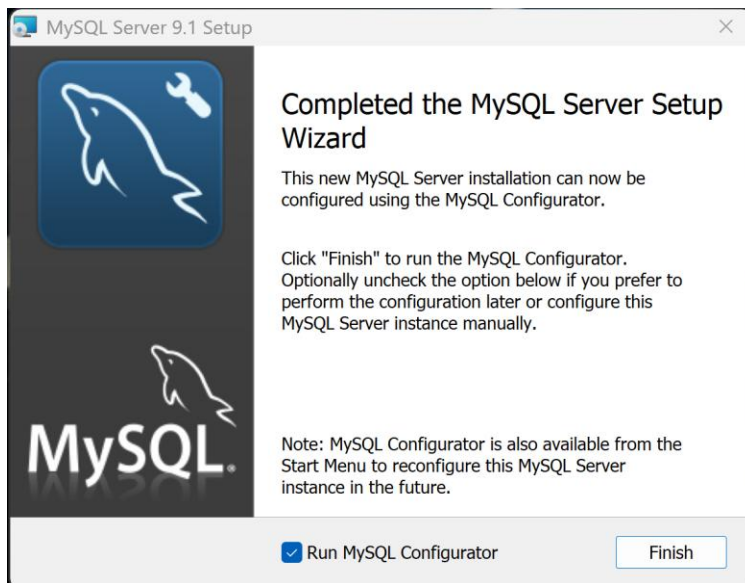 MySQL Server 9.1 Setup
Completed the MySQL Server Setup
Wizard
This new MySQL Server installation can now be
configured using the MySQL Configurator.
Click "Finish" to run the MySQL Configurator.
Optionally uncheck the option below if you prefer to
perform the configuration later or configure this
MySQL Server instance manually.
MySQL®
Note: MySQL Configurator is also available from the
Start Menu to reconfigure this MySQL Server
instance in the future.
Run MySQL Configurator
Finish